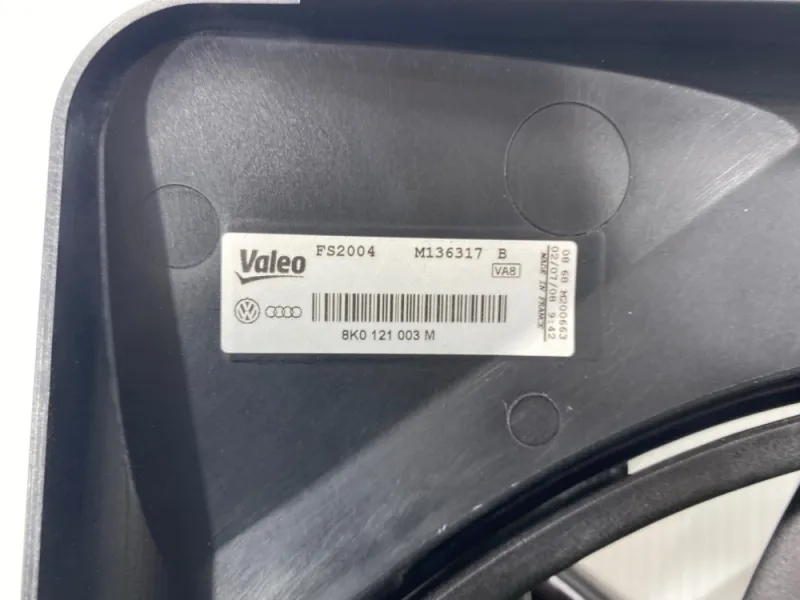 Valeo
FS2004 M136317 B
VA8
8K0 121 003 M
08 68 M200663
02/07/08 9:42
MADE IN FRANCE